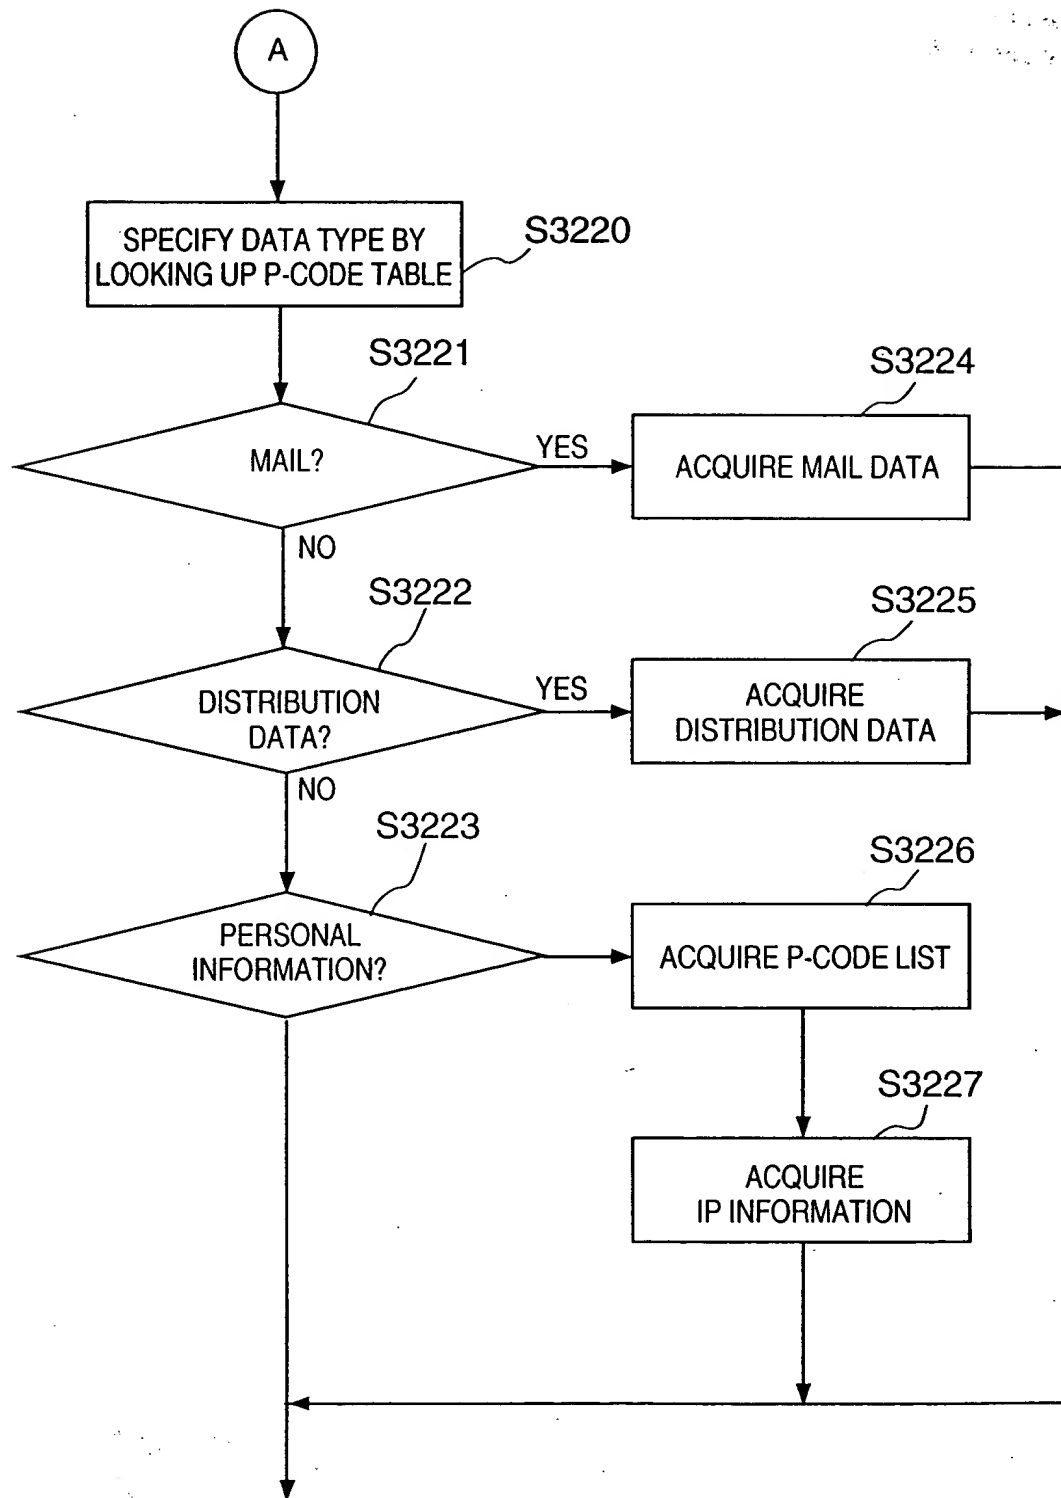 A
SPECIFY DATA TYPE BY
LOOKING UP P-CODE TABLE
S3220
S3221
MAIL?
YES
NO
S3224
ACQUIRE MAIL DATA
S3222
DISTRIBUTION
DATA?
YES
NO
S3225
ACQUIRE
DISTRIBUTION DATA
S3223
PERSONAL
INFORMATION?
S3226
ACQUIRE P-CODE LIST
S3227
ACQUIRE
IP INFORMATION